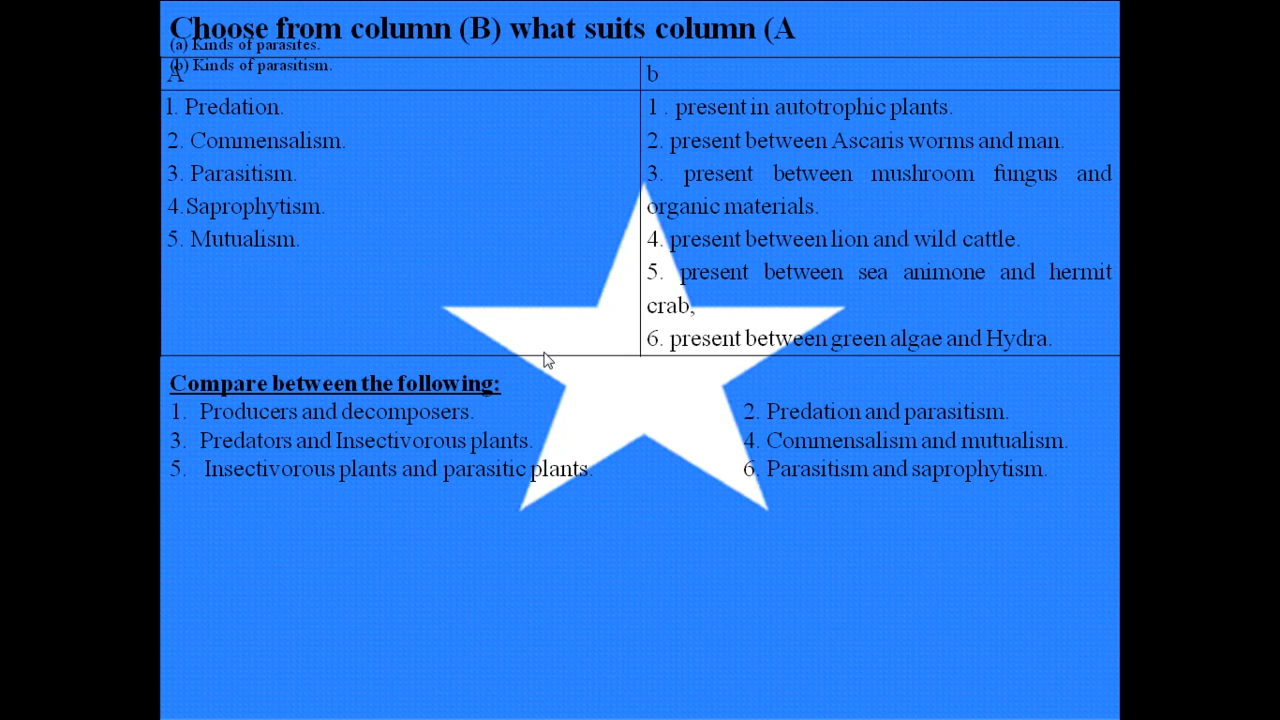 Choose from column (B) what suits column (A
(a) Kinds of parasites.
(b) Kinds of parasitism.
A
b
1. Predation.
2. Commensalism.
3. Parasitism.
4.Saprophytism.
5. Mutualism.
1 . present in autotrophic plants.
2. present between Ascaris worms and man.
3. present between mushroom fungus and
organic materials.
4. present between lion and wild cattle.
5. present between sea animone and hermit
crab,
6. present between green algae and Hydra.
Compare between the following:
1. Producers and decomposers.
2. Predation and parasitism.
3. Predators and Insectivorous plants.
4. Commensalism and mutualism.
5. Insectivorous plants and parasitic plants.
6. Parasitism and saprophytism.